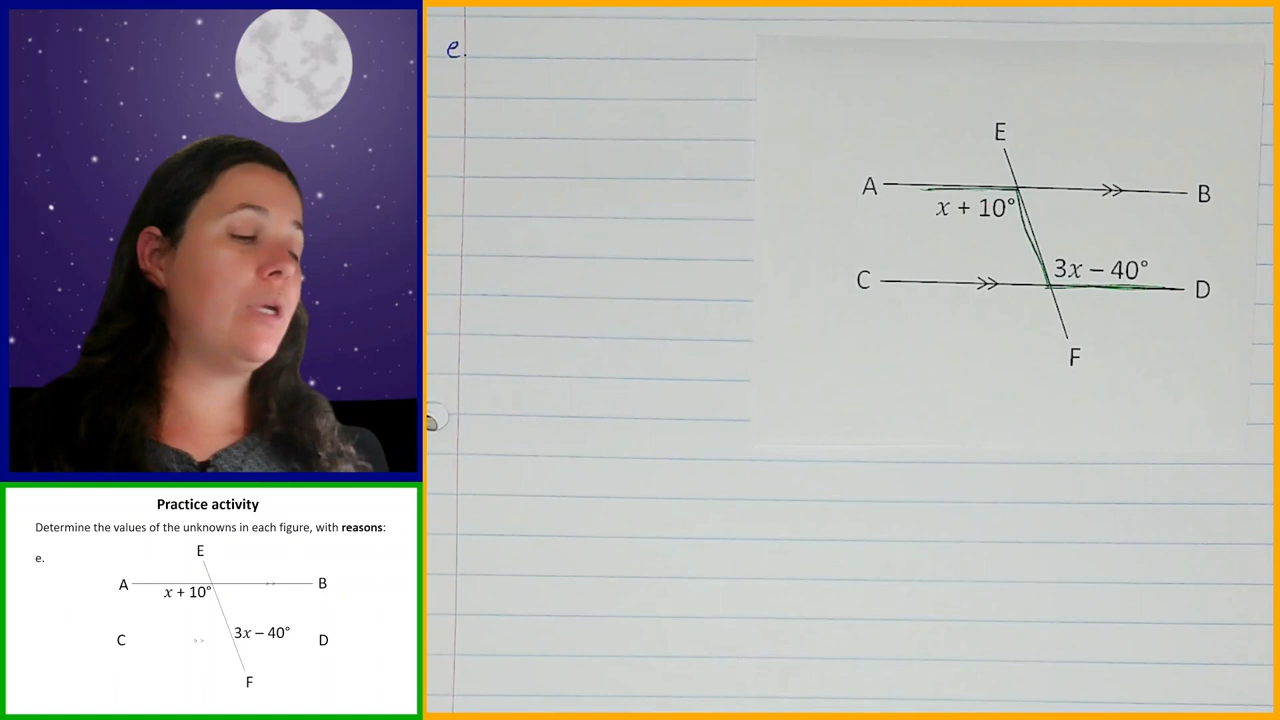 e.
E
A
B
x + 10°
3x − 40°
C
D
F
Practice activity
Determine the values of the unknowns in each figure, with reasons:
e.
E
A
B
x + 10°
3x − 40°
C
D
F